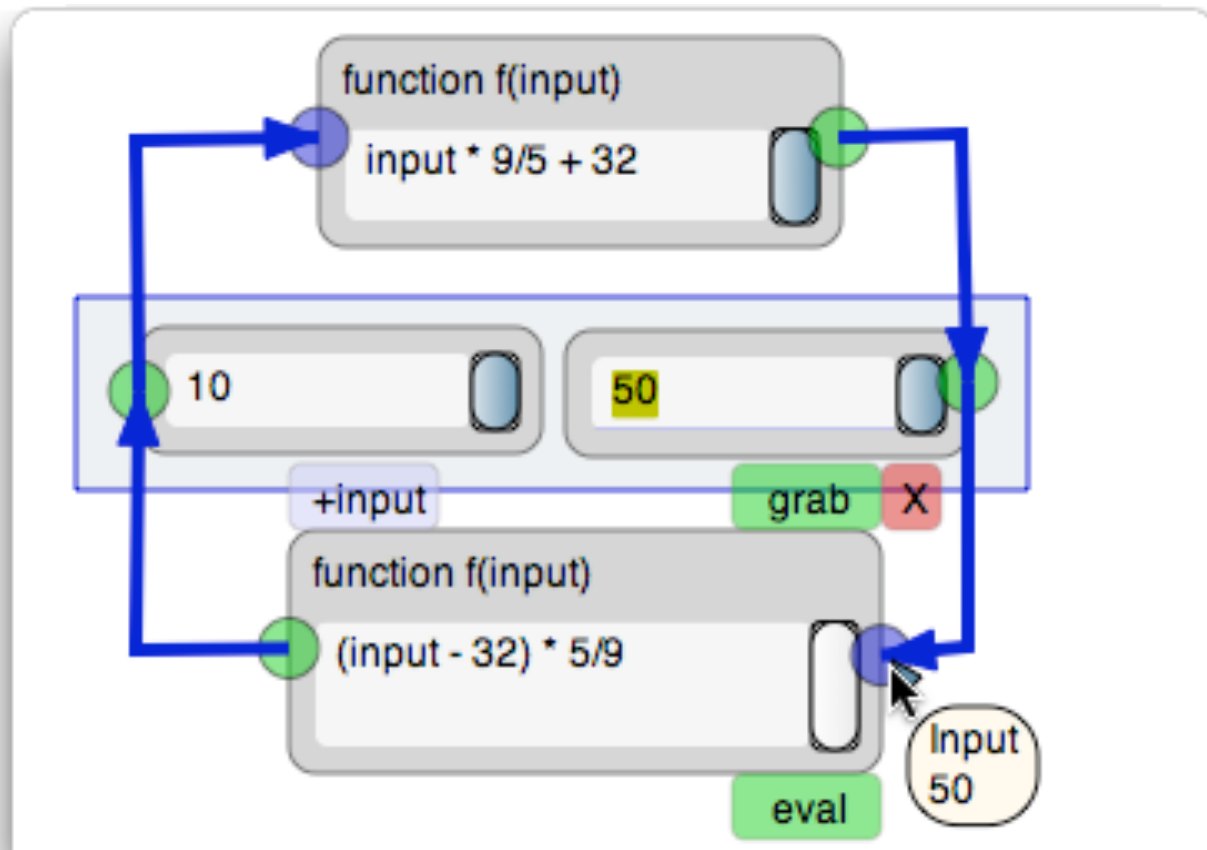 function f(input)
input * 9/5 + 32
10
50
+input
grab
X
function f(input)
(input - 32) * 5/9
Input
50
eval